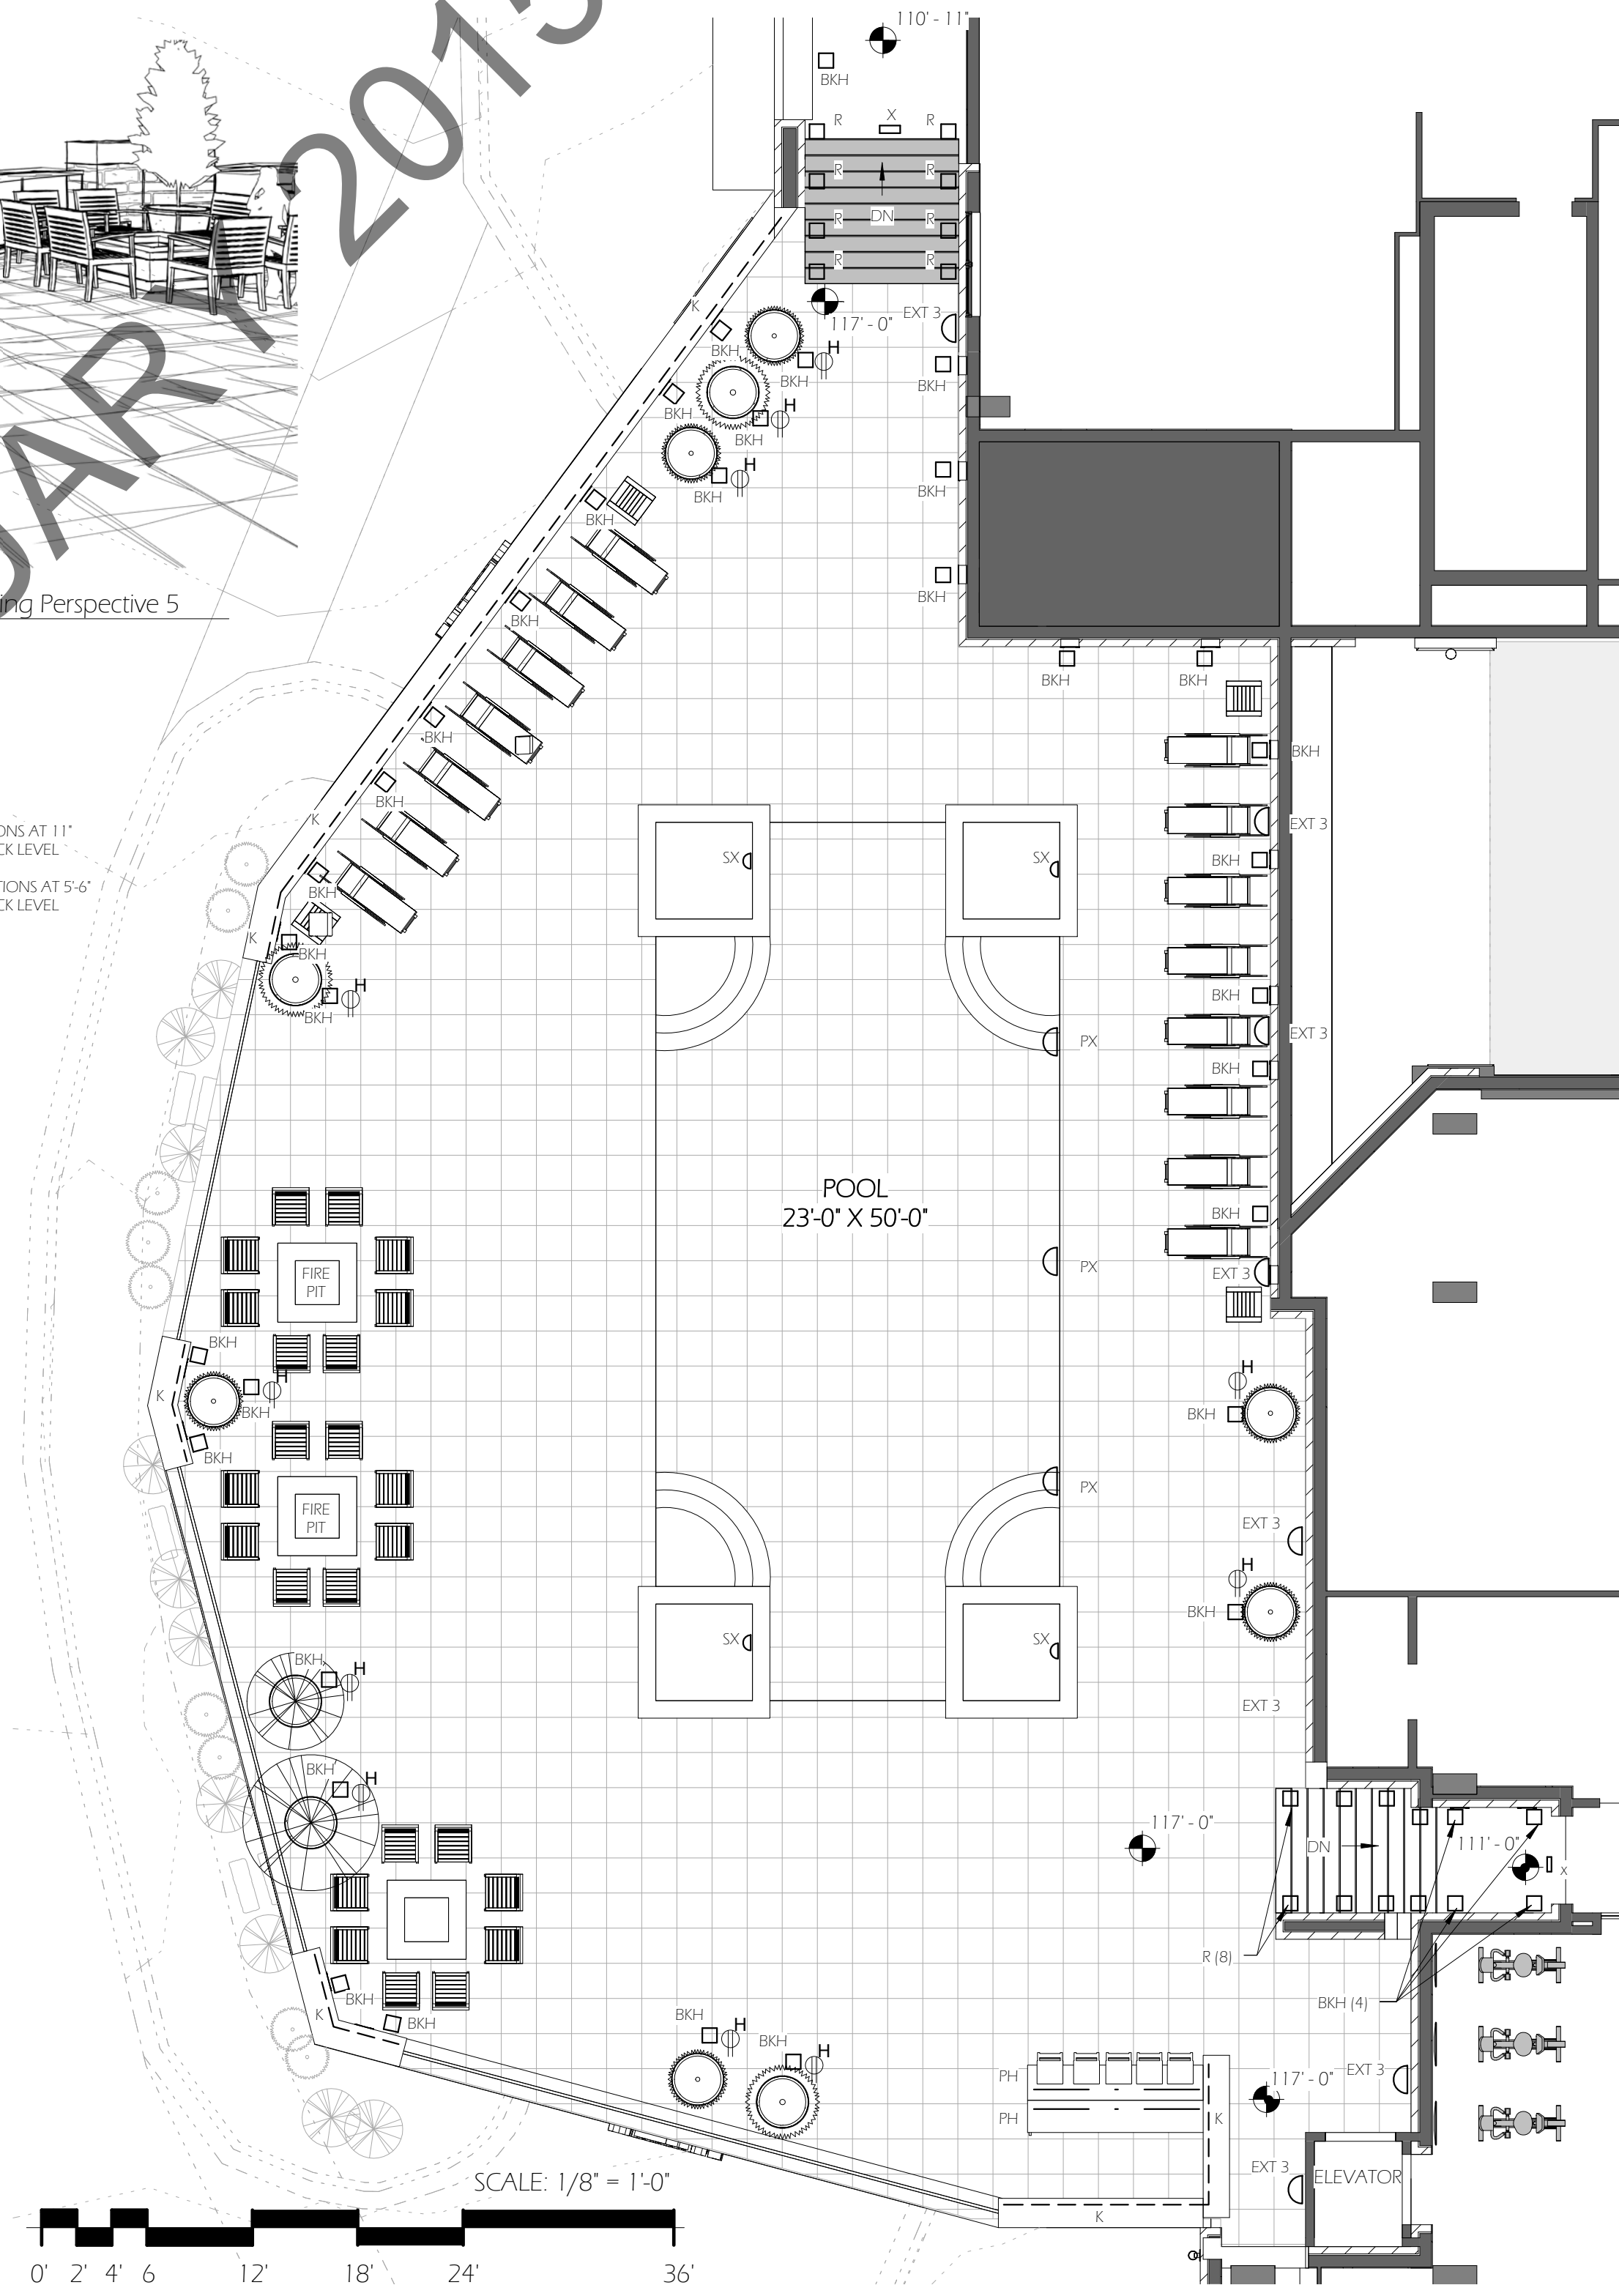 110' - 11"
BKH
R X R
R R
DN
R R
R R
EXT 3
117' - 0"
K
BKH
H
BKH
BKH
BKH
H
BKH
H
BKH
BKH
BKH
BKH
BKH
BKH
BKH BKH
BKH
BKH
BKH
EXT 3
BKH
BKH
EXT 3
BKH
BKH
EXT 3
K
BKH
K
BKH
H
BKH
SX SX
PX
PX
PX
POOL
23'-0" X 50'-0"
FIRE
PIT
BKH
H
K
BKH
BKH
FIRE
PIT
H
BKH
EXT 3
H
BKH
EXT 3
SX SX
BKH
H
BKH
H
117' - 0"
DN
111' - 0"
X
R (8)
BKH (4)
BKH
K
BKH
BKH
H
BKH
H
PH
PH
K
117' - 0"
EXT 3
EXT 3
ELEVATOR
K
ing Perspective 5
ONS AT 11"
CK LEVEL
TIONS AT 5'-6"
CK LEVEL
UARY 2015
SCALE: 1/8" = 1'-0"
0' 2' 4' 6 12' 18' 24' 36'